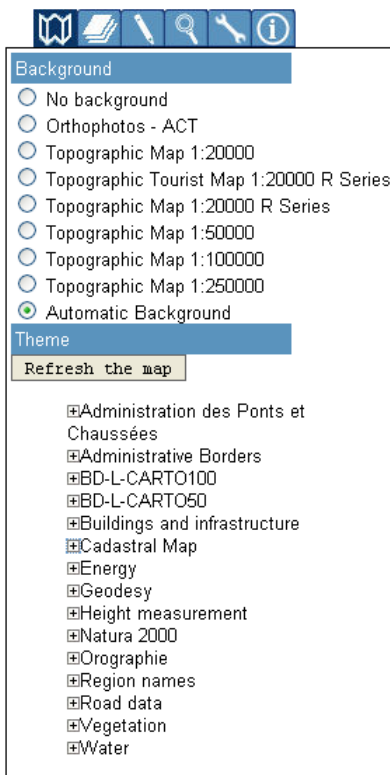 Background
No background
Orthophotos - ACT
Topographic Map 1:20000
Topographic Tourist Map 1:20000 R Series
Topographic Map 1:20000 R Series
Topographic Map 1:50000
Topographic Map 1:100000
Topographic Map 1:250000
Automatic Background
Theme
Refresh the map
Administration des Ponts et
Chaussées
Administrative Borders
BD-L-CARTO100
BD-L-CARTO50
Buildings and infrastructure
Cadastral Map
Energy
Geodesy
Height measurement
Natura 2000
Orographie
Region names
Road data
Vegetation
Water